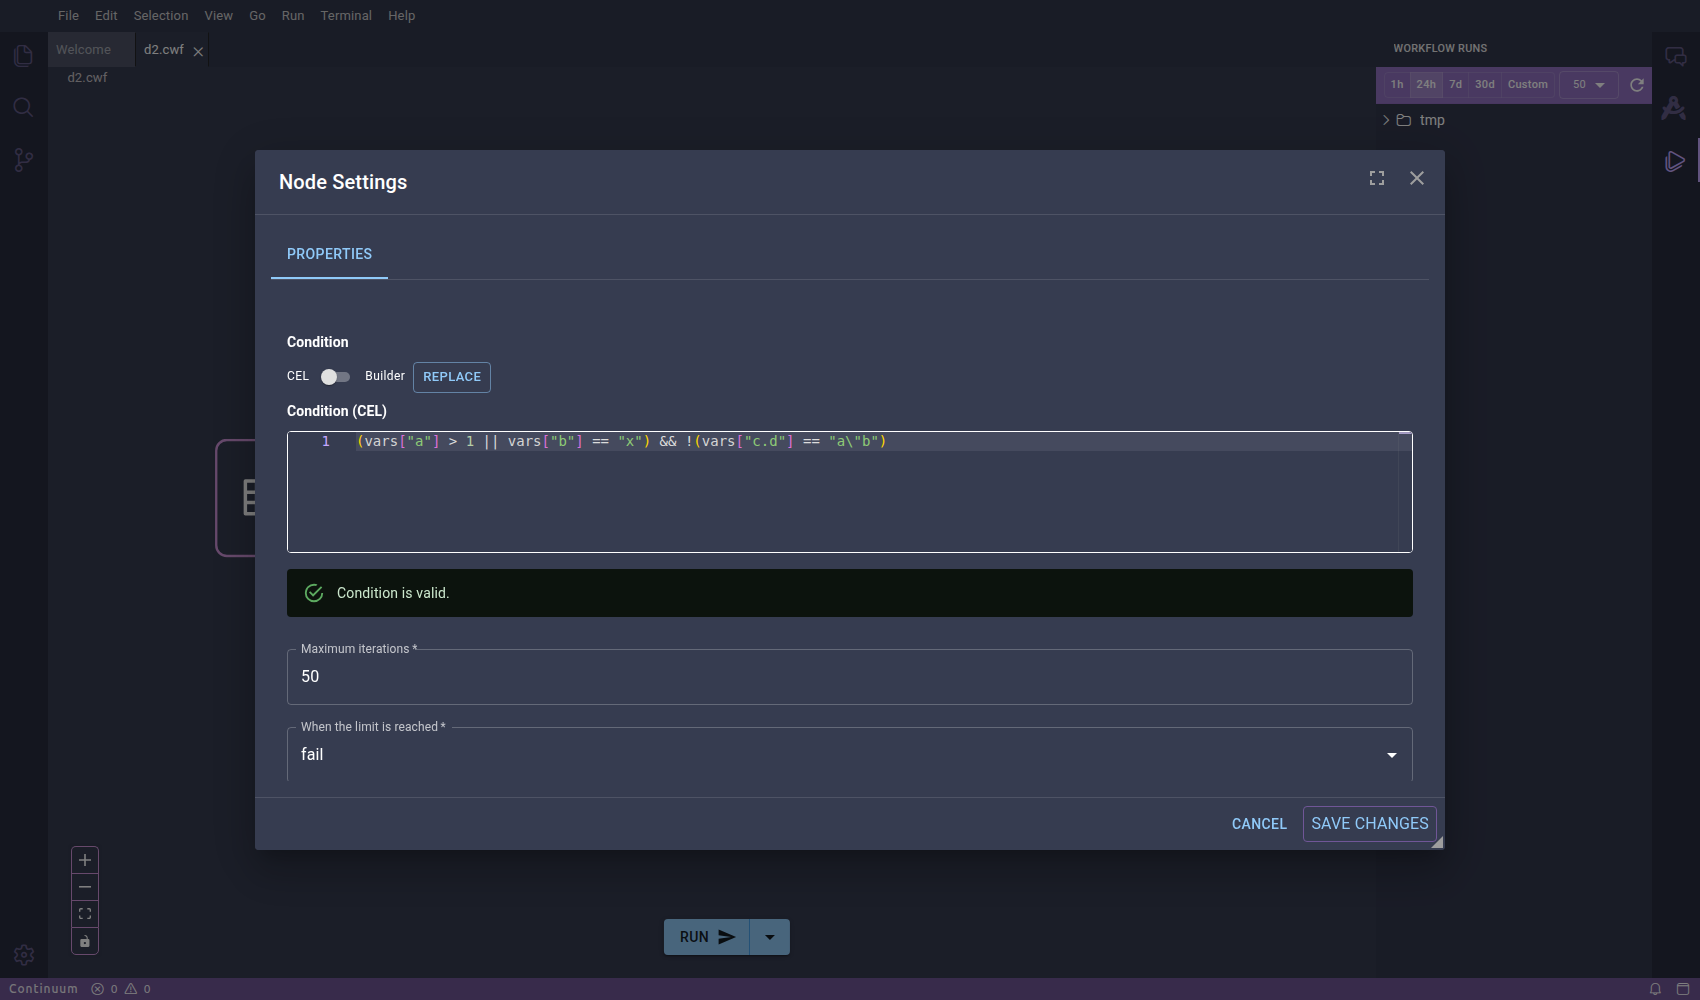 File Edit Selection View Go Run Terminal Help
Welcome d2.cwf
WORKFLOW RUNS
d2.cwf
1h 24h 7d 30d Custom 50
tmp
Node Settings
PROPERTIES
Condition
CEL Builder REPLACE
Condition (CEL)
1 (vars["a"] > 1 || vars["b"] == "x") && !(vars["c.d"] == "a\"b")
Condition is valid.
Maximum iterations *
50
When the limit is reached *
fail
CANCEL SAVE CHANGES
RUN
Continuum 0 0